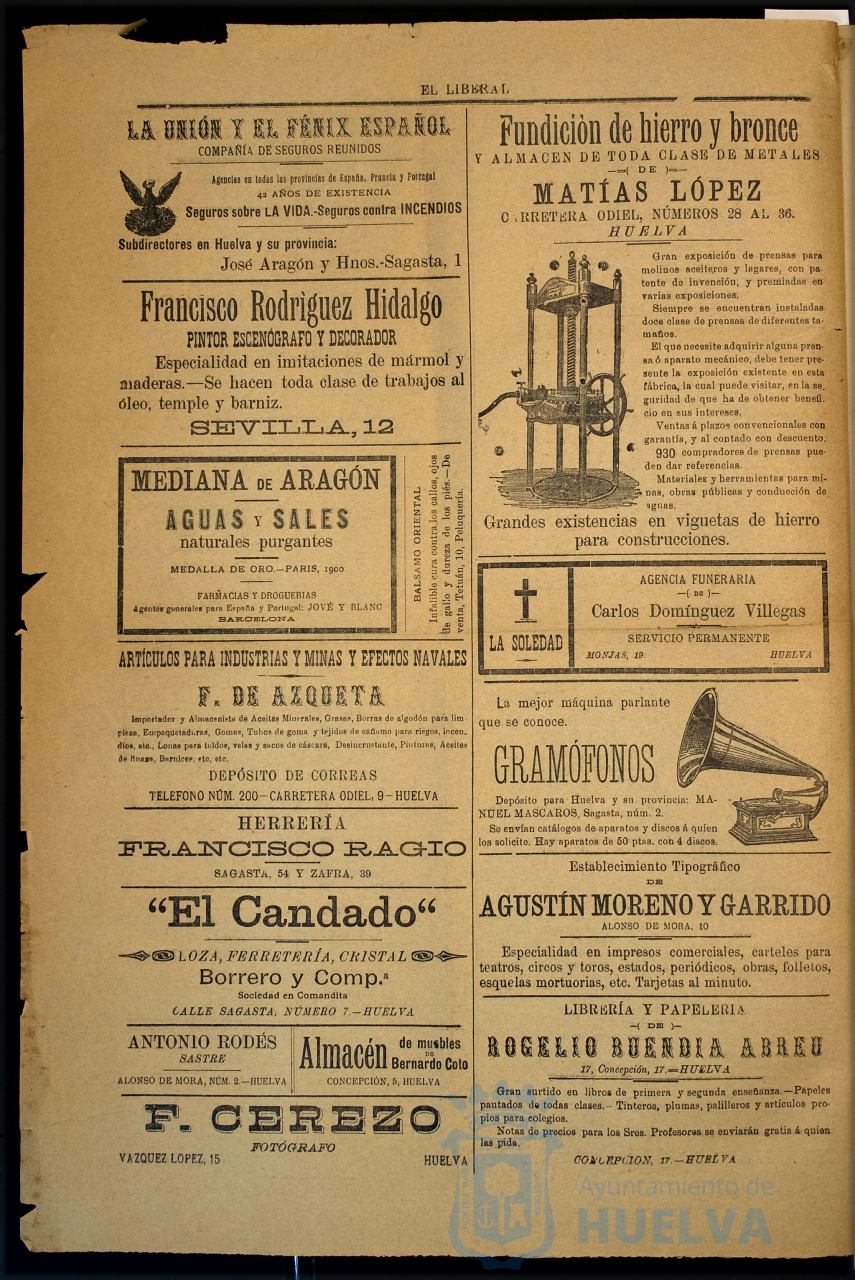 EL LIBERAL
LA UNIÓN Y EL FÉNIX ESPAÑOL
COMPAÑÍA DE SEGUROS REUNIDOS
Agencias en todas las provincias de España, Francia y Portugal
42 AÑOS DE EXISTENCIA
Seguros sobre LA VIDA.-Seguros contra INCENDIOS
Subdirectores en Huelva y su provincia:
José Aragón y Hnos.-Sagasta, 1
Francisco Rodrìguez Hidalgo
PINTOR ESCENÓGRAFO Y DECORADOR
Especialidad en imitaciones de mármol y
maderas.—Se hacen toda clase de trabajos al
óleo, temple y barniz.
SEVILLA, 12
MEDIANA DE ARAGÓN
AGUAS Y SALES
naturales purgantes
MEDALLA DE ORO.—PARIS, 1900
FARMACIAS Y DROGUERIAS
Agentes generales para España y Portugal: JOVÉ Y BLANC
BARCELONA
BALSAMO ORIENTAL
Infalible cura contra los callos, ojos
de gallo y dureza de los piés.—De
venta, Tetuán, 10, Peluquería.
ARTÍCULOS PARA INDUSTRIAS Y MINAS Y EFECTOS NAVALES
F. DE AZQUETA
Importador y Almacenista de Aceites Minerales, Grasas, Borras de algodón para lim
pieza, Empaquetaduras, Gomas, Tubos de goma y tejidos de cáñamo para riegos, incen.
dios, etc., Lonas para toldos, velas y sacos de cáscara, Desincrustante, Pinturas, Aceites
de linaza, Barnices, etc, etc.
DEPÓSITO DE CORREAS
TELEFONO NÚM. 200—CARRETERA ODIEL, 9—HUELVA
HERRERÍA
FRANCISCO RAGIO
SAGASTA, 54 Y ZAFRA, 39
“El Candado“
LOZA, FERRETERÍA, CRISTAL
Borrero y Comp.ª
Sociedad en Comandita
CALLE SAGASTA, NÚMERO 7.—HUELVA
ANTONIO RODÉS
SASTRE
ALONSO DE MORA, NÚM. 2.—HUELVA
Almacén de muebles
DE
Bernardo Coto
CONCEPCIÓN, 5, HUELVA
F. CEREZO
FOTÓGRAFO
VAZQUEZ LOPEZ, 15 HUELVA
Fundición de hierro y bronce
Y ALMACEN DE TODA CLASE DE METALES
—=( DE )=—
MATÍAS LÓPEZ
C RRETERA ODIEL, NÚMEROS 28 AL 36.
HUELVA
Gran exposición de prensas para
molinos aceiteros y lagares, con pa
tente de invención, y premiadas en
varias exposiciones.
Siempre se encuentran instaladas
doce clase de prensas de diferentes ta-
maños.
El que necesite adquirir alguna pren-
sa ó aparato mecánico, debe tener pre-
sente la exposición existente en esta
fábrica, la cual puede visitar, en la se.
guridad de que ha de obtener benefi.
cio en sus intereses.
Ventas á plazos convencionales con
garantía, y al contado con descuento.
930 compradores de prensas pue-
den dar referencias.
Materiales y herramientas para mi-
nas, obras públicas y conducción de
aguas.
Grandes existencias en viguetas de hierro
para construcciones.
LA SOLEDAD
AGENCIA FUNERARIA
—( DE )—
Carlos Domínguez Villegas
SERVICIO PERMANENTE
MONJAS, 19. HUELVA
La mejor máquina parlante
que se conoce.
GRAMÓFONOS
Depósito para Huelva y su provincia: MA-
NUEL MASCAROS, Sagasta, núm. 2.
Se envían catálogos de aparatos y discos á quien
los solicite. Hay aparatos de 50 ptas. con 4 discos.
Establecimiento Tipográfico
DE
AGUSTÍN MORENO Y GARRIDO
ALONSO DE MORA, 10
Especialidad en impresos comerciales, carteles para
teatros, circos y toros, estados, periódicos, obras, folletos,
esquelas mortuorias, etc. Tarjetas al minuto.
LIBRERÍA Y PAPELERIA
—( DE )—
ROGELIO BUENDIA ABREU
17, Concepción, 17.=HUELVA
Gran surtido en libros de primera y segunda enseñanza.—Papeles
pautados de todas clases.—Tinteros, plumas, palilleros y artículos pro-
pios para colegios.
Notas de precios para los Sres. Profesores se enviarán gratis á quien
las pida.
CONCEPCION, 17.—HUELVA
Ayuntamiento de
HUELVA